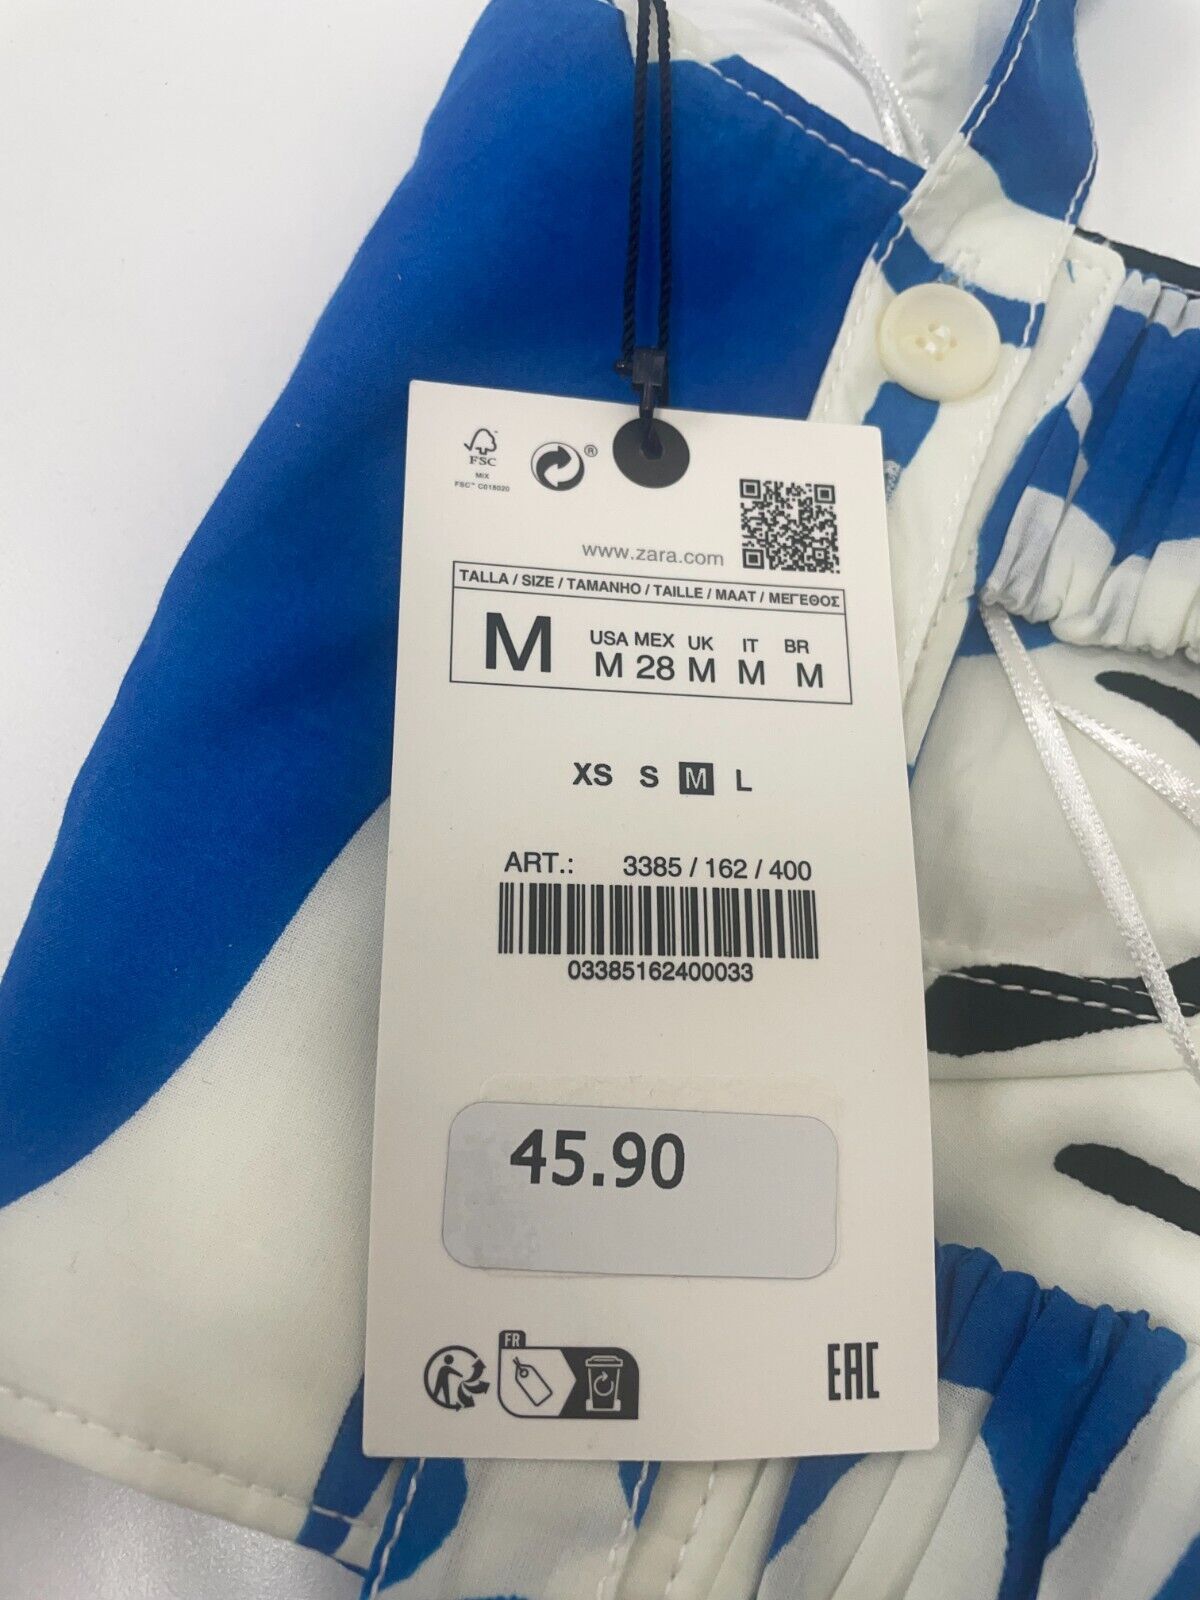 FSC
MIX
FSC™ C018020
®
www.zara.com
TALLA / SIZE / TAMANHO / TAILLE / MAAT / ΜΕΓΕΘΟΣ
M
USA MEX UK IT BR
M 28 M M M
XS S M L
ART.: 3385 / 162 / 400
03385162400033
45.90
FR
EAC